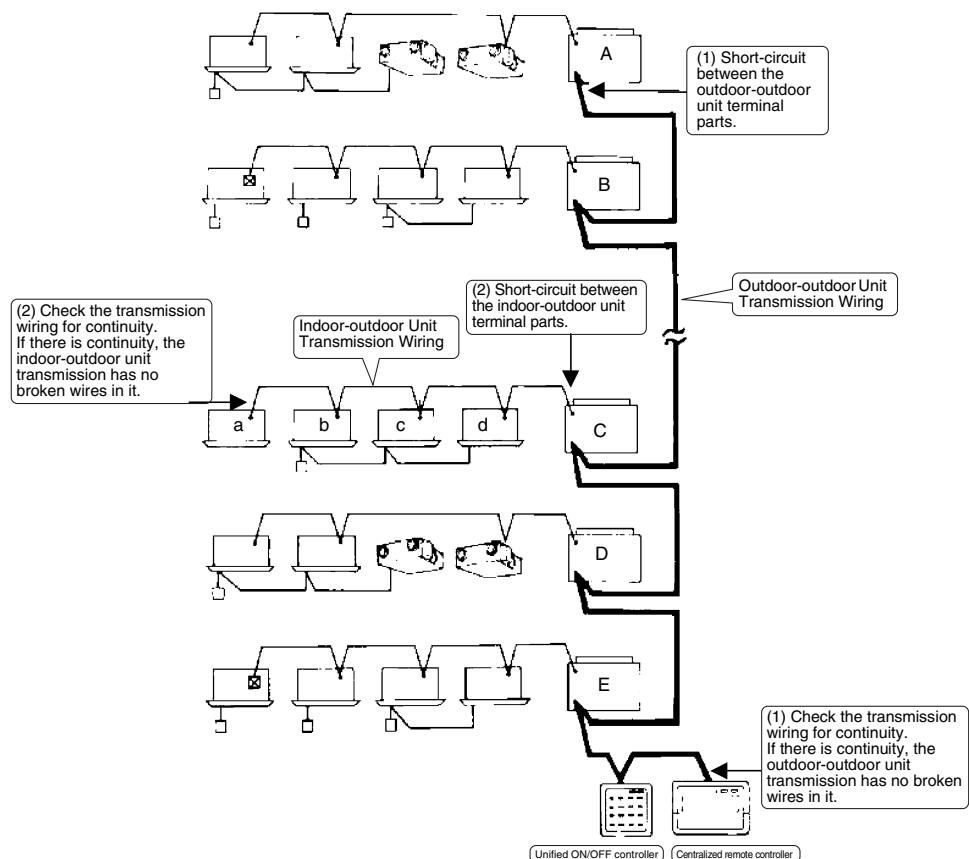 A
(1) Short-circuit
between the
outdoor-outdoor
unit terminal
parts.
B
Outdoor-outdoor Unit
Transmission Wiring
(2) Short-circuit between
the indoor-outdoor unit
terminal parts.
(2) Check the transmission
wiring for continuity.
If there is continuity, the
indoor-outdoor unit
transmission has no
broken wires in it.
Indoor-outdoor Unit
Transmission Wiring
a
b
c
d
C
D
E
(1) Check the transmission
wiring for continuity.
If there is continuity, the
outdoor-outdoor unit
transmission has no broken
wires in it.
Unified ON/OFF controller
Centralized remote controller